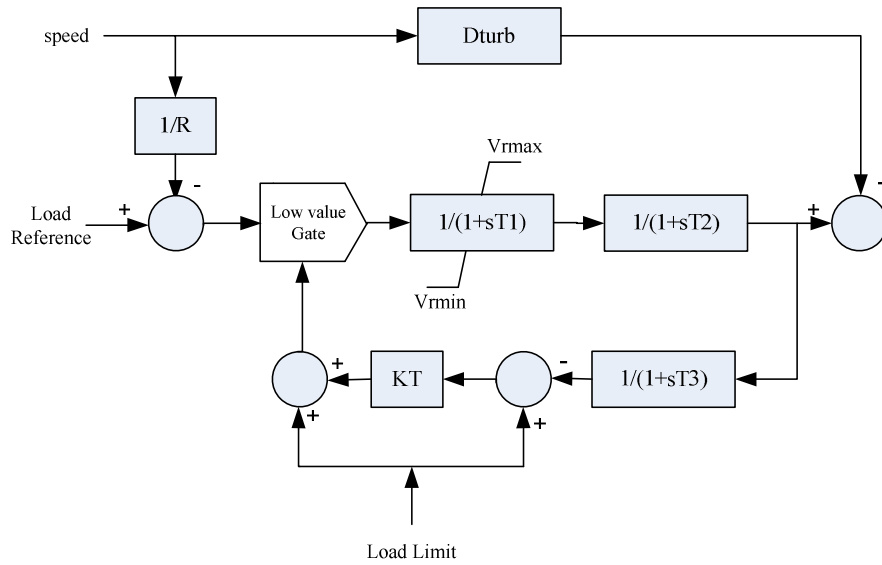 speed
Dturb
1/R
Vrmax
-
-
+
Load
Reference
Low value
Gate
1/(1+sT1)
1/(1+sT2)
+
Vrmin
+
KT
-
1/(1+sT3)
+
+
Load Limit